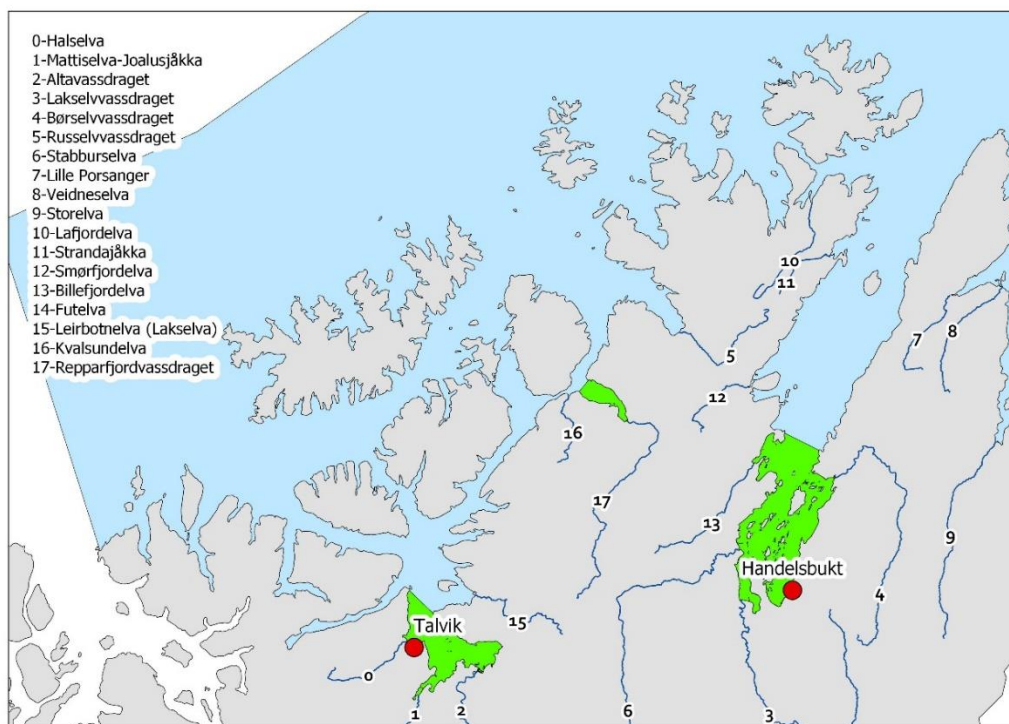 0-Halselva
1-Mattiselva-Joalusjåkka
2-Altavassdraget
3-Lakselvvassdraget
4-Børselvvassdraget
5-Russelvvassdraget
6-Stabburselva
7-Lille Porsanger
8-Veidneselva
9-Storelva
10-Lafjordelva
11-Strandajåkka
12-Smørfjordelva
13-Billefjordelva
14-Futelva
15-Leirbotnelva (Lakselva)
16-Kvalsundelva
17-Repparfjordvassdraget
10
11
7
8
5
12
16
17
13
9
Handelsbukt
4
Talvik
15
0
1
2
6
3